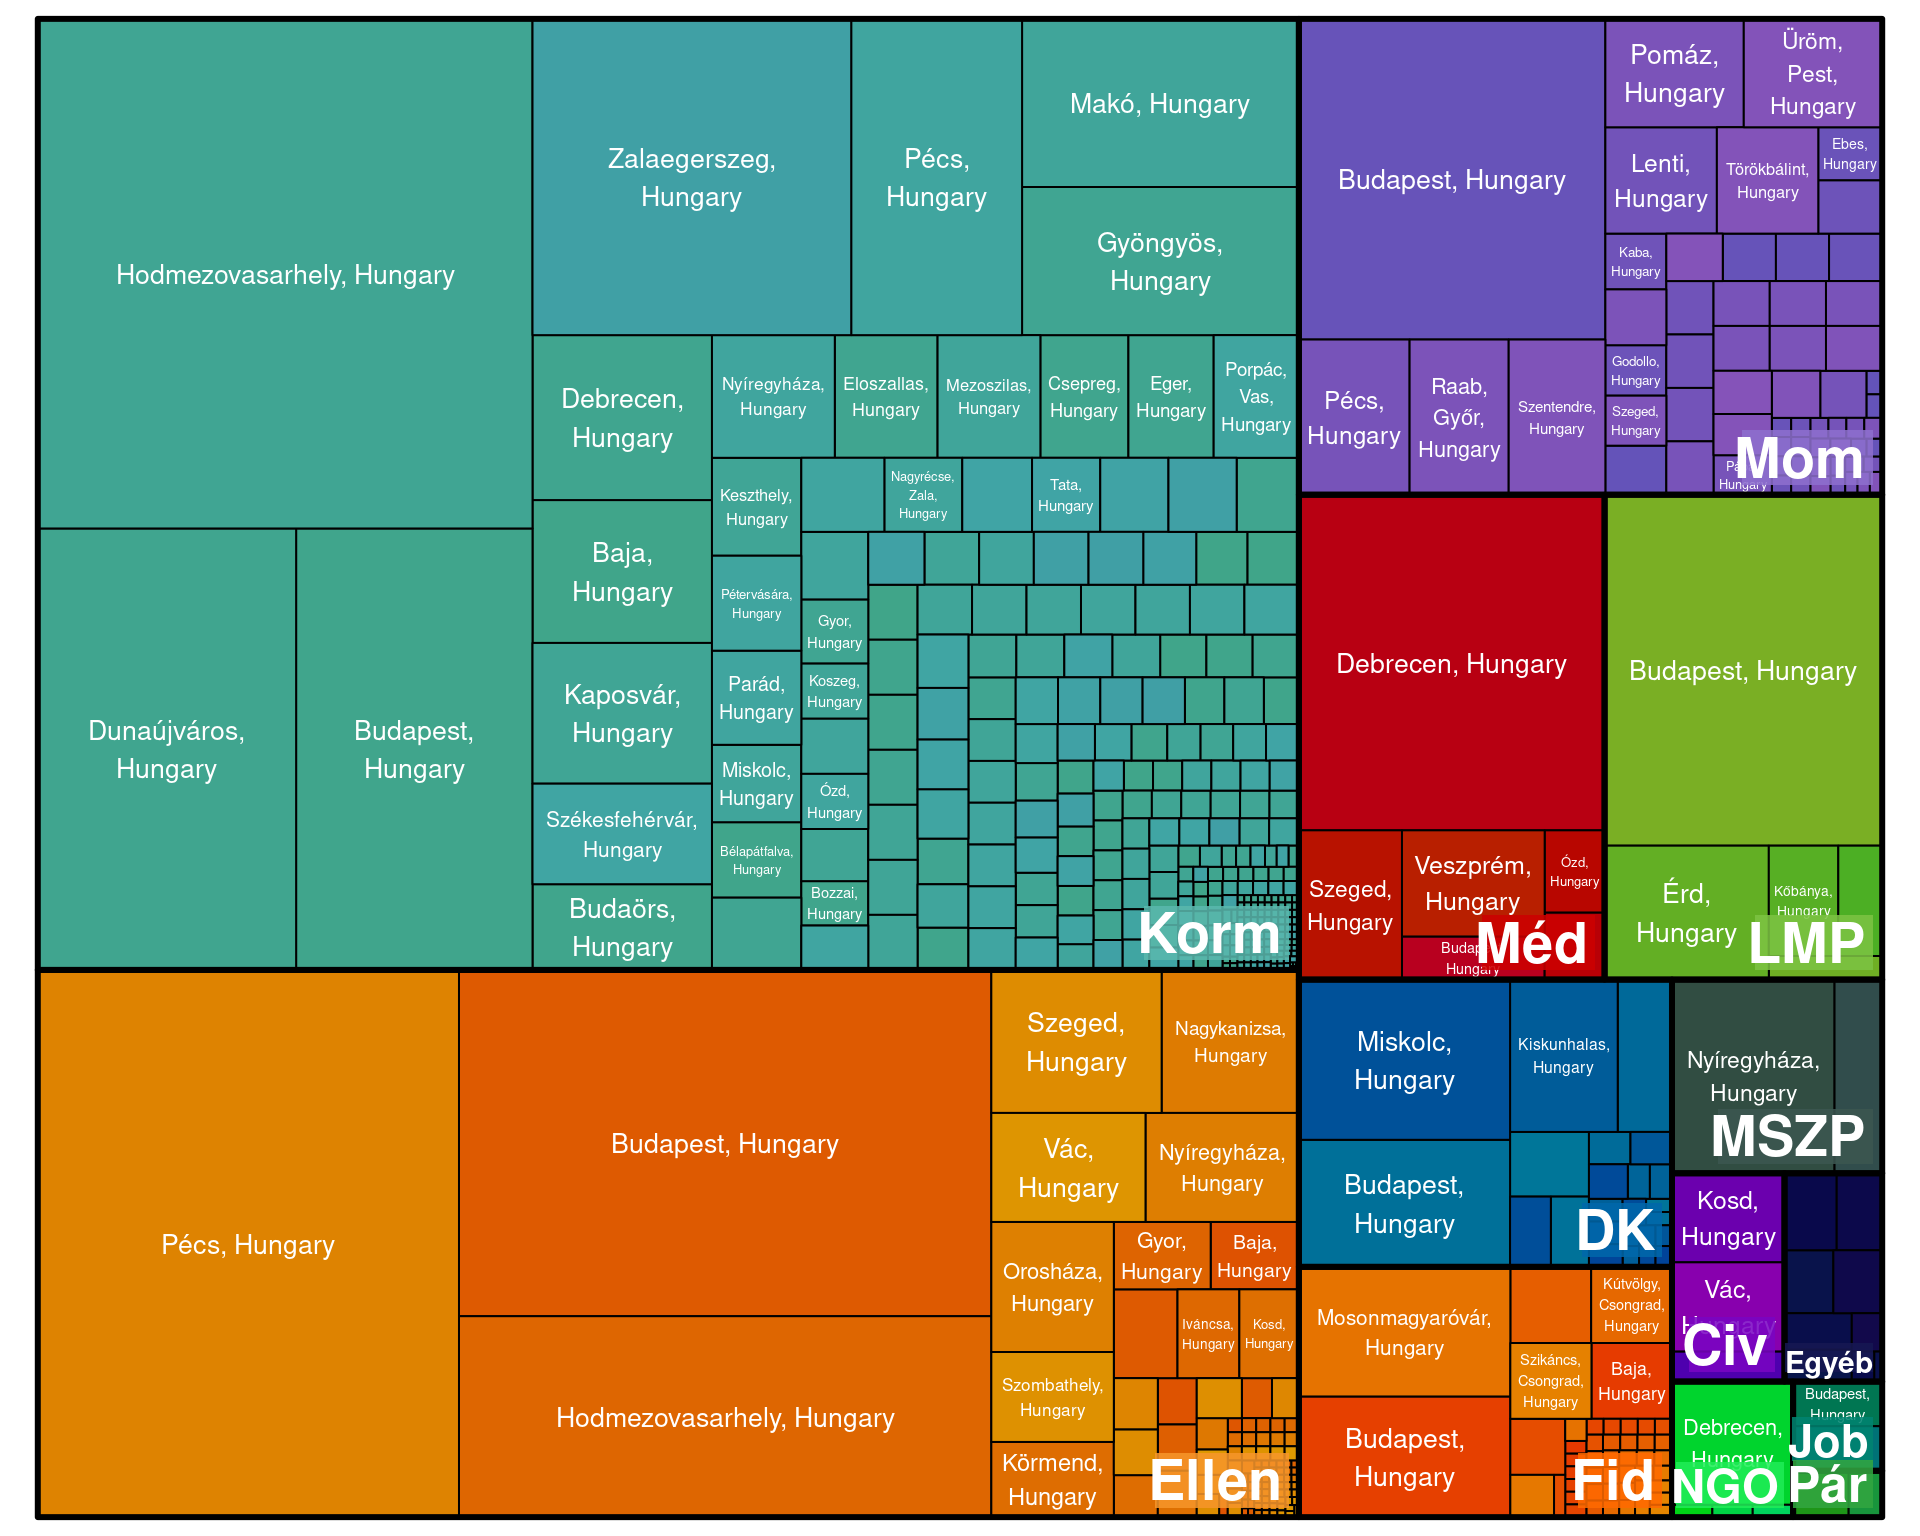 Hodmezovasarhely, Hungary
Zalaegerszeg,
Hungary
Pécs,
Hungary
Makó, Hungary
Gyöngyös,
Hungary
Dunaújváros,
Hungary
Budapest,
Hungary
Debrecen,
Hungary
Baja,
Hungary
Kaposvár,
Hungary
Székesfehérvár,
Hungary
Budaörs,
Hungary
Nyíregyháza,
Hungary
Eloszallas,
Hungary
Mezoszilas,
Hungary
Csepreg,
Hungary
Eger,
Hungary
Porpác,
Vas,
Hungary
Keszthely,
Hungary
Nagyrécse,
Zala,
Hungary
Tata,
Hungary
Pétervására,
Hungary
Gyor,
Hungary
Parád,
Hungary
Koszeg,
Hungary
Miskolc,
Hungary
Ózd,
Hungary
Bélapátfalva,
Hungary
Bozzai,
Hungary
Korm
Budapest, Hungary
Pomáz,
Hungary
Üröm,
Pest,
Hungary
Lenti,
Hungary
Törökbálint,
Hungary
Ebes,
Hungary
Kaba,
Hungary
Godollo,
Hungary
Szeged,
Hungary
Pécs,
Hungary
Raab,
Győr,
Hungary
Szentendre,
Hungary
Hungary
Mom
Debrecen, Hungary
Szeged,
Hungary
Veszprém,
Hungary
Ózd,
Hungary
Budapest,
Hungary
Méd
Budapest, Hungary
Érd,
Hungary
Kőbánya,
Hungary
LMP
Pécs, Hungary
Budapest, Hungary
Hodmezovasarhely, Hungary
Szeged,
Hungary
Nagykanizsa,
Hungary
Vác,
Hungary
Nyíregyháza,
Hungary
Orosháza,
Hungary
Gyor,
Hungary
Baja,
Hungary
Iváncsa,
Hungary
Kosd,
Hungary
Szombathely,
Hungary
Körmend,
Hungary
Ellen
Miskolc,
Hungary
Kiskunhalas,
Hungary
Budapest,
Hungary
DK
Nyíregyháza,
Hungary
MSZP
Kosd,
Hungary
Vác,
Hungary
Civ
Egyéb
Mosonmagyaróvár,
Hungary
Kútvölgy,
Csongrad,
Hungary
Szikáncs,
Csongrad,
Hungary
Baja,
Hungary
Budapest,
Hungary
Fid
Debrecen,
Hungary
NGO
Budapest,
Hungary
Job
Pár